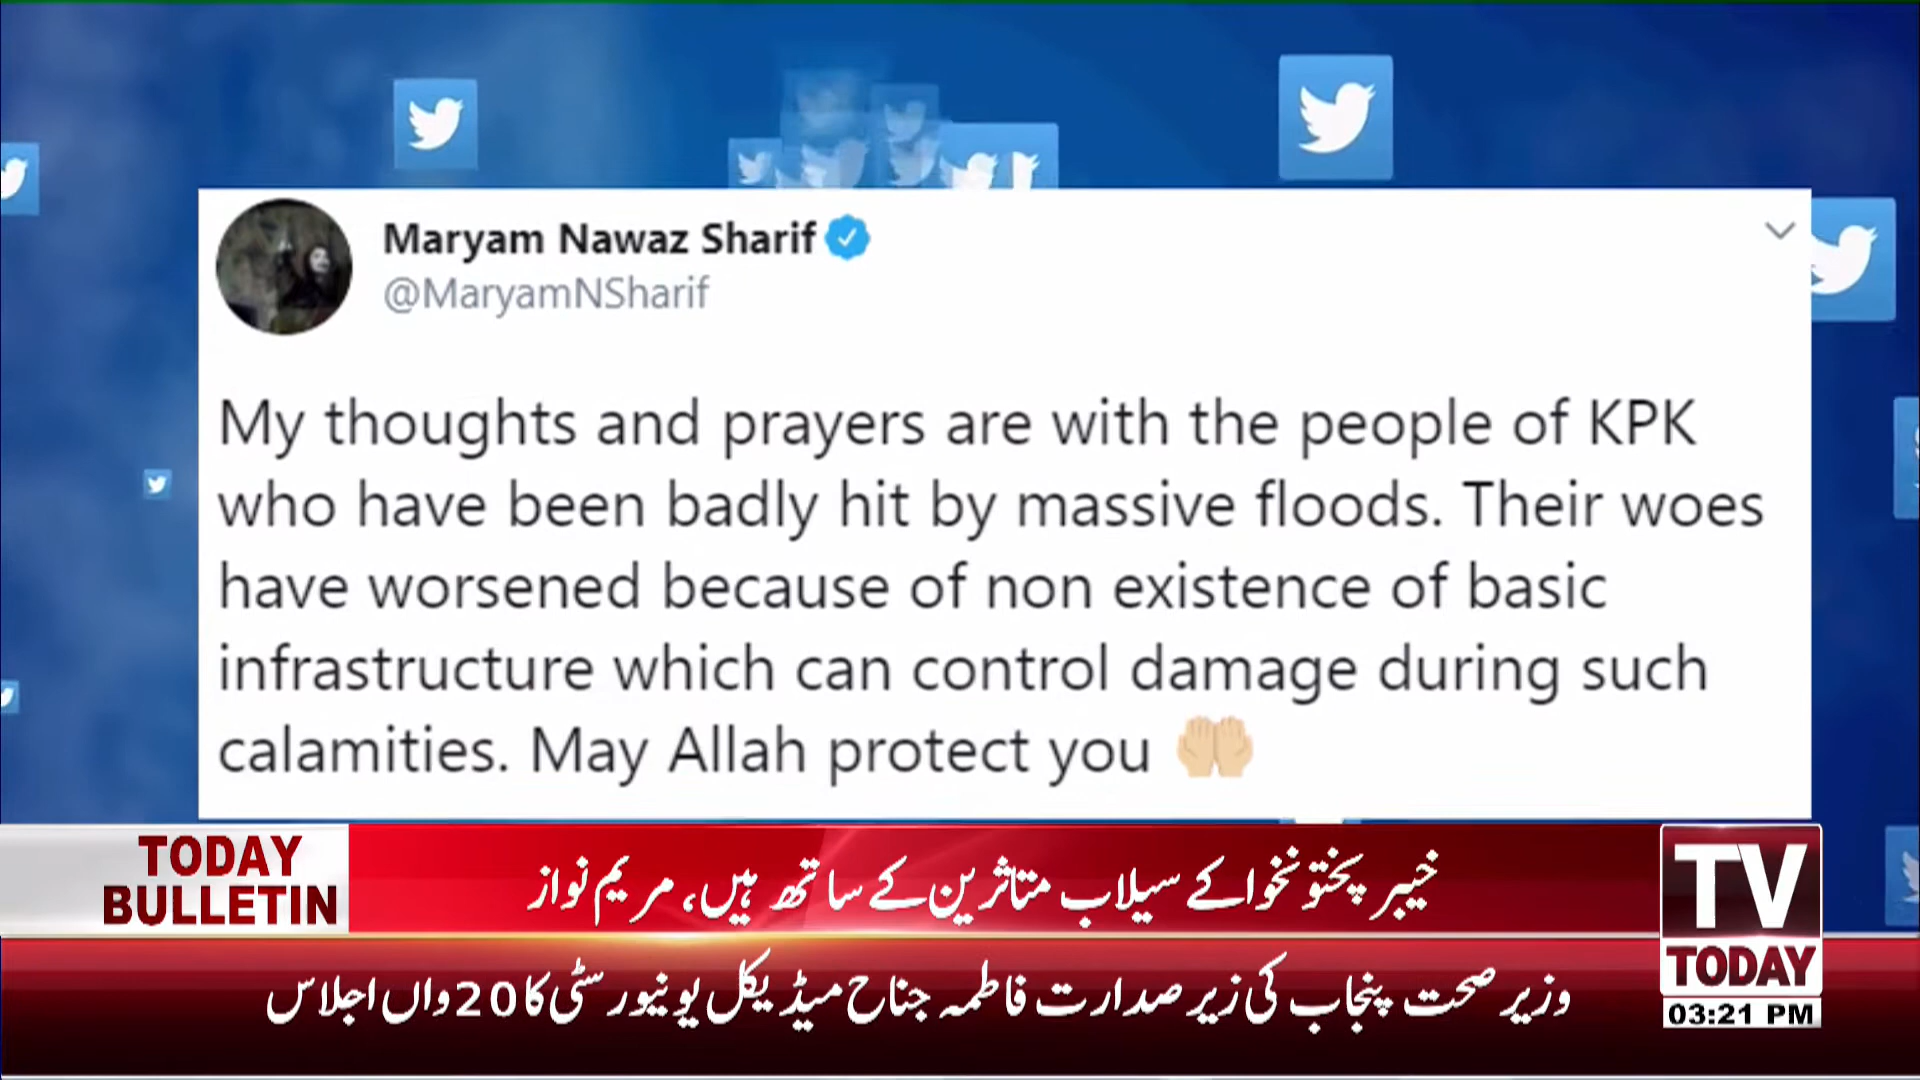 Maryam Nawaz Sharif
@MaryamNSharif
My thoughts and prayers are with the people of KPK
who have been badly hit by massive floods. Their woes
have worsened because of non existence of basic
infrastructure which can control damage during such
calamities. May Allah protect you 🤲🏼
TODAY
BULLETIN
خیبر پختونخوا کے سیلاب متاثرین کے ساتھ ہیں، مریم نواز
وزیر صحت پنجاب کی زیر صدارت فاطمہ جناح میڈیکل یونیورسٹی کا 20 واں اجلاس
TV
TODAY
03:21 PM